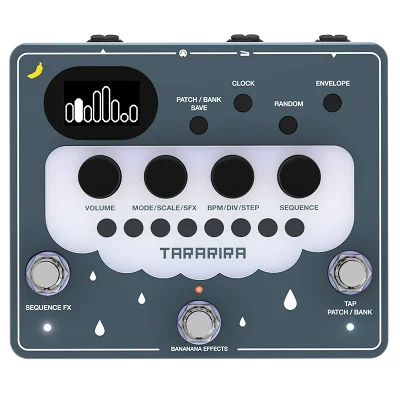 CLOCK
ENVELOPE
PATCH / BANK
SAVE
RANDOM
VOLUME
MODE/SCALE/SFX
BPM/DIV/STEP
SEQUENCE
TARARIRA
SEQUENCE FX
TAP
PATCH / BANK
BANANANA EFFECTS